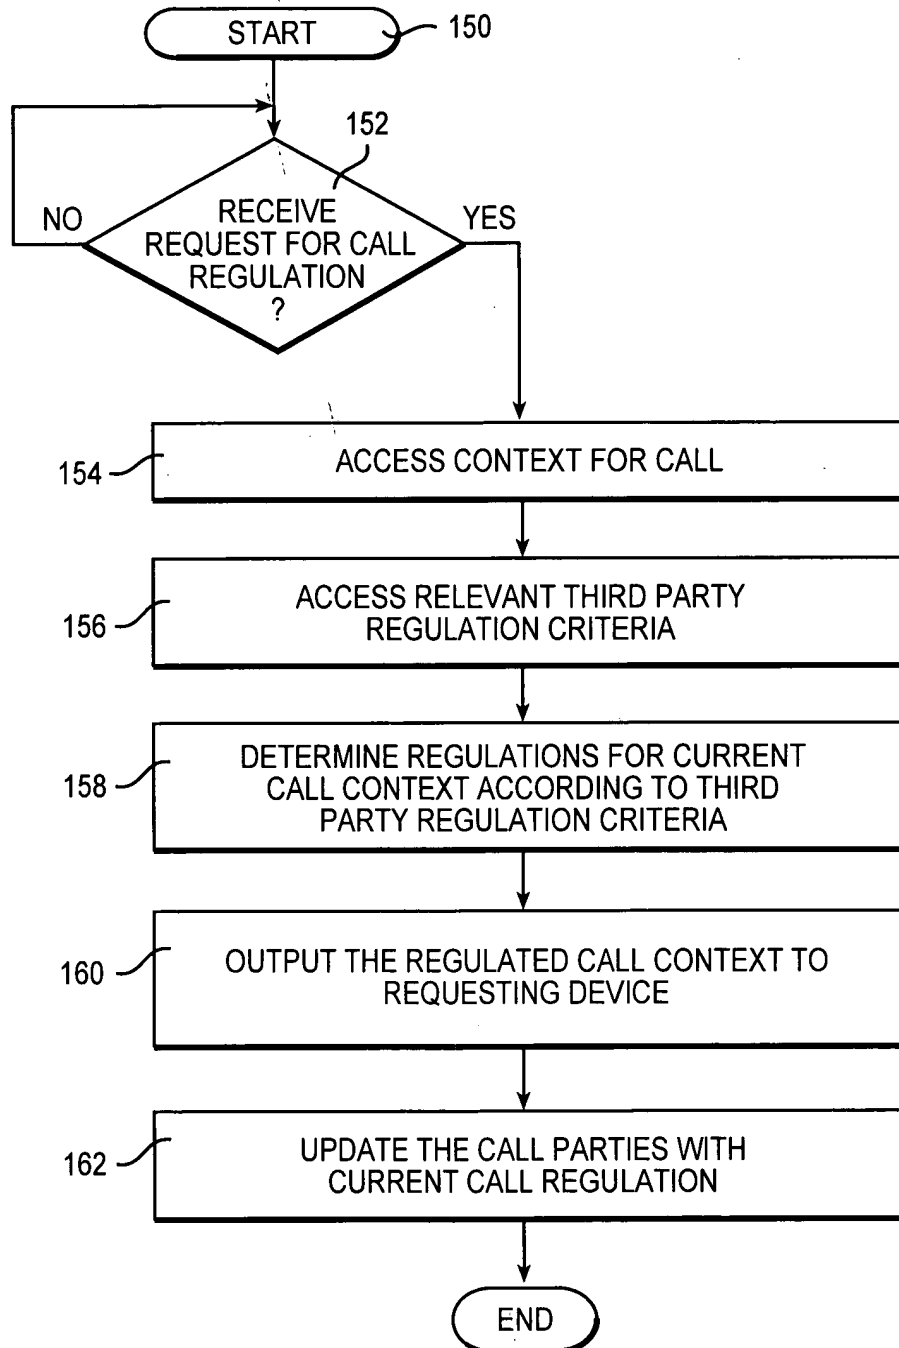 START
150
152
NO
YES
RECEIVE
REQUEST FOR CALL
REGULATION
?
154
ACCESS CONTEXT FOR CALL
156
ACCESS RELEVANT THIRD PARTY
REGULATION CRITERIA
158
DETERMINE REGULATIONS FOR CURRENT
CALL CONTEXT ACCORDING TO THIRD
PARTY REGULATION CRITERIA
160
OUTPUT THE REGULATED CALL CONTEXT TO
REQUESTING DEVICE
162
UPDATE THE CALL PARTIES WITH
CURRENT CALL REGULATION
END